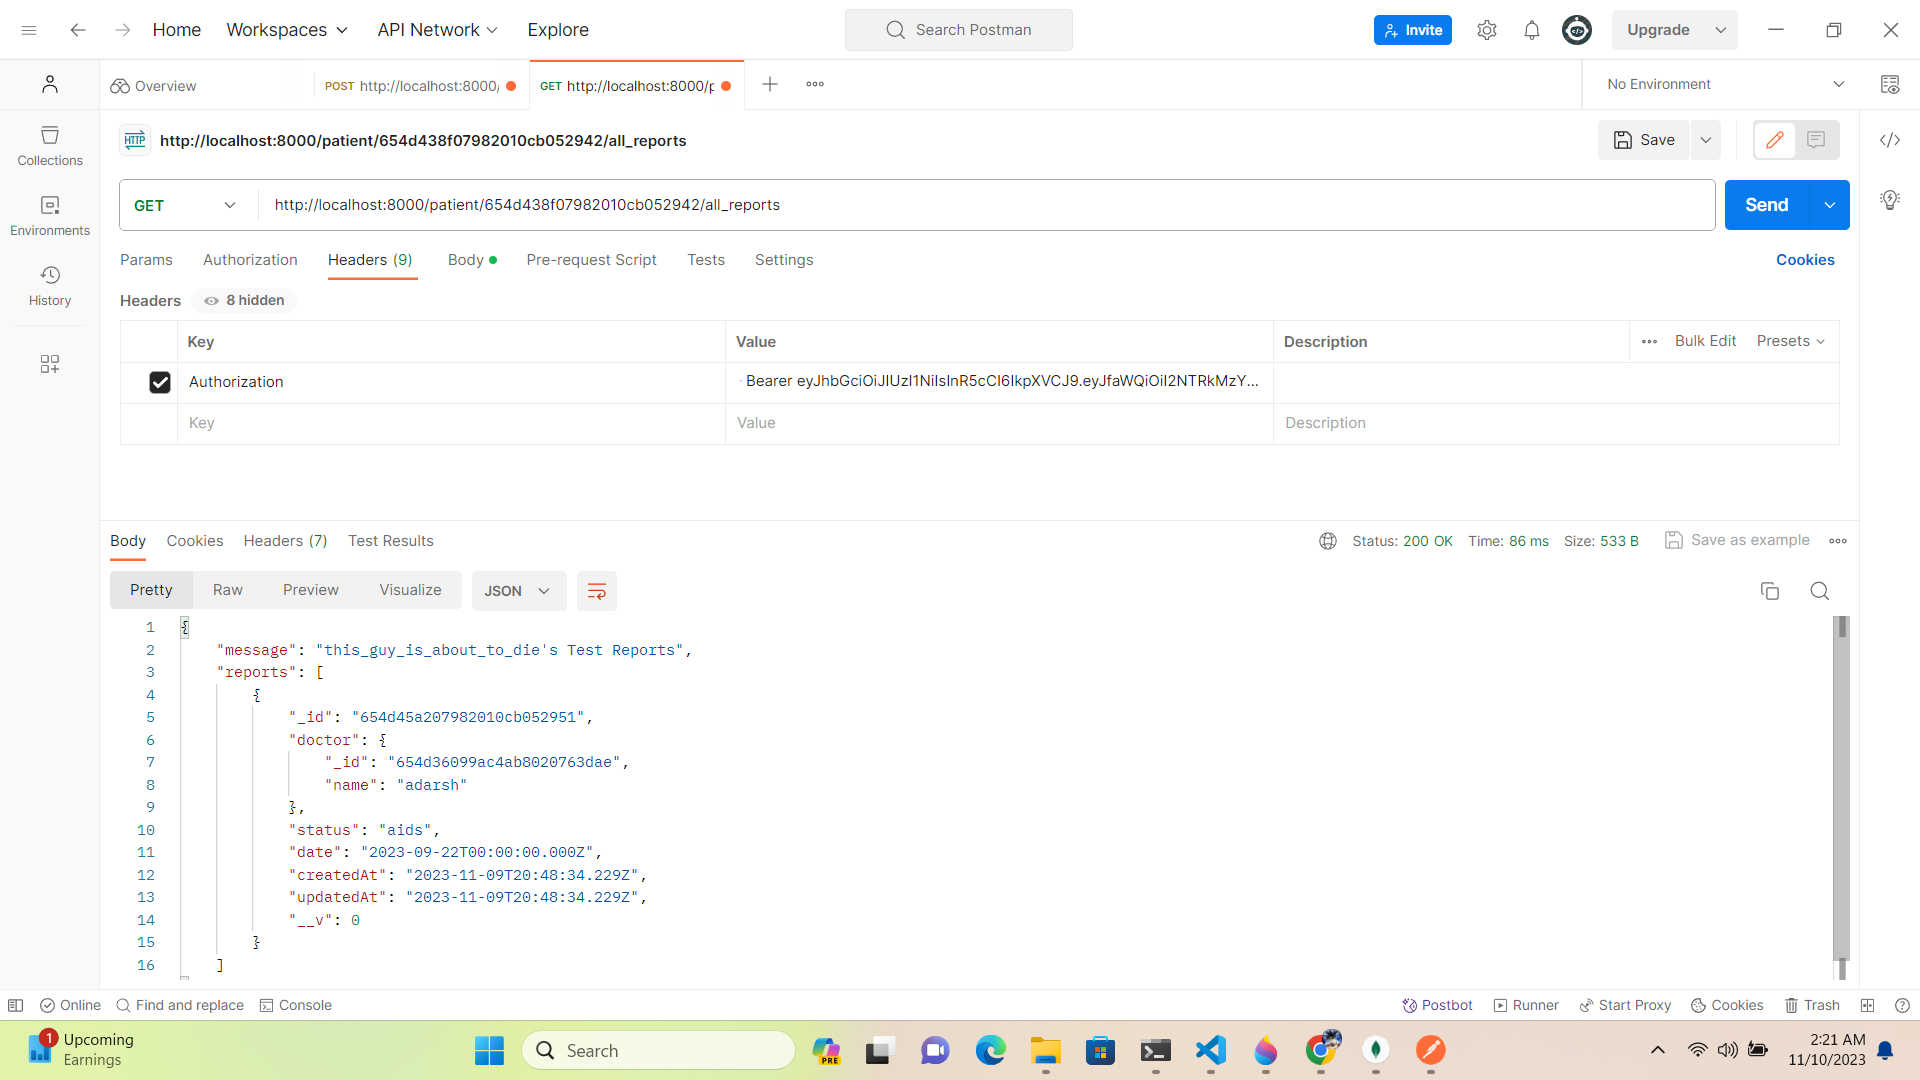 Home Workspaces API Network Explore Search Postman Invite Upgrade
Overview POST http://localhost:8000/ GET http://localhost:8000/p No Environment
HTTP http://localhost:8000/patient/654d438f07982010cb052942/all_reports Save
Collections
GET http://localhost:8000/patient/654d438f07982010cb052942/all_reports Send
Environments
Params Authorization Headers (9) Body Pre-request Script Tests Settings Cookies
History
Headers 8 hidden
Key Value Description Bulk Edit Presets
Authorization Bearer eyJhbGciOiJIUzI1NiIsInR5cCI6IkpXVCJ9.eyJfaWQiOiI2NTRkMzY...
Key Value Description
Body Cookies Headers (7) Test Results Status: 200 OK Time: 86 ms Size: 533 B Save as example
Pretty Raw Preview Visualize JSON
1 {
2 "message": "this_guy_is_about_to_die's Test Reports",
3 "reports": [
4 {
5 "_id": "654d45a207982010cb052951",
6 "doctor": {
7 "_id": "654d36099ac4ab8020763dae",
8 "name": "adarsh"
9 },
10 "status": "aids",
11 "date": "2023-09-22T00:00:00.000Z",
12 "createdAt": "2023-11-09T20:48:34.229Z",
13 "updatedAt": "2023-11-09T20:48:34.229Z",
14 "__v": 0
15 }
16 ]
Online Find and replace Console Postbot Runner Start Proxy Cookies Trash
1 Upcoming
Earnings
Search
PRE
2:21 AM
11/10/2023